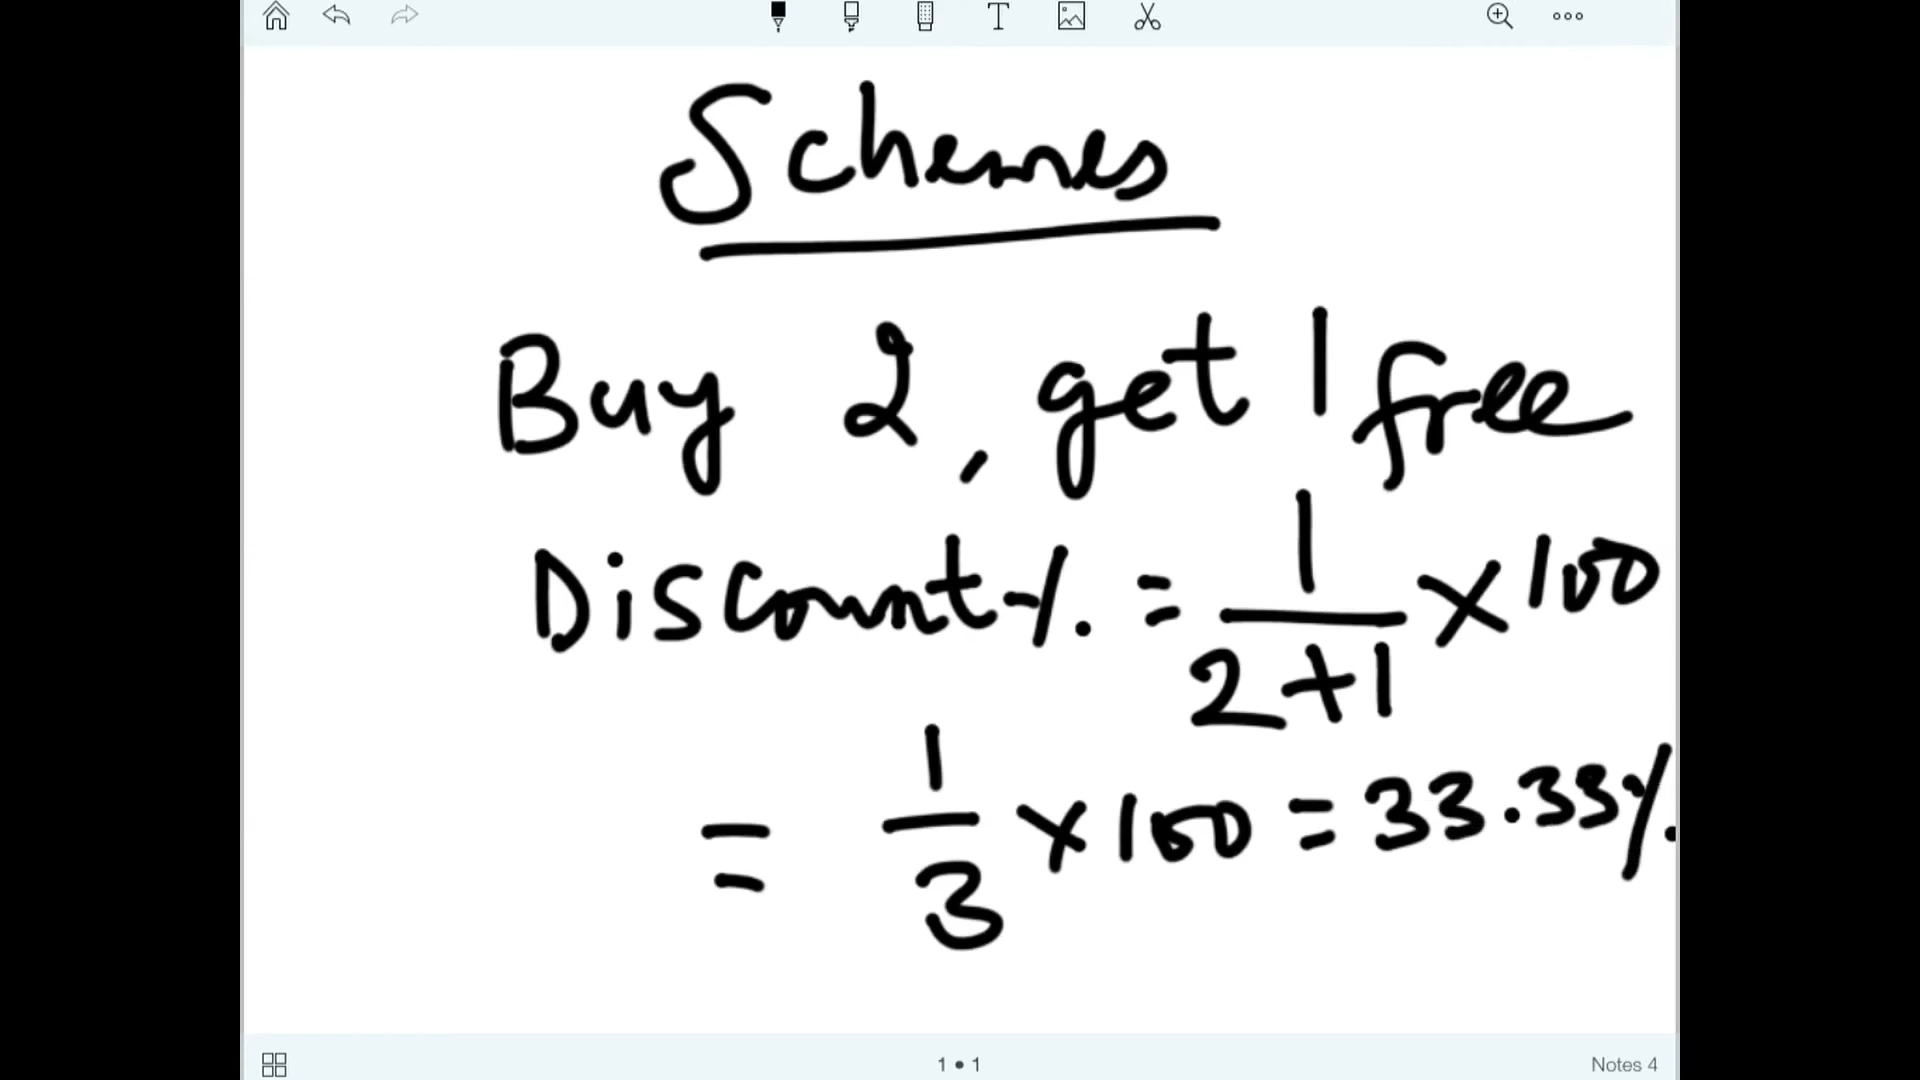 Schemes
Buy 2, get 1 free
Discount % = 1/(2+1) × 100
= 1/3 × 100 = 33.33%
1 • 1
Notes 4